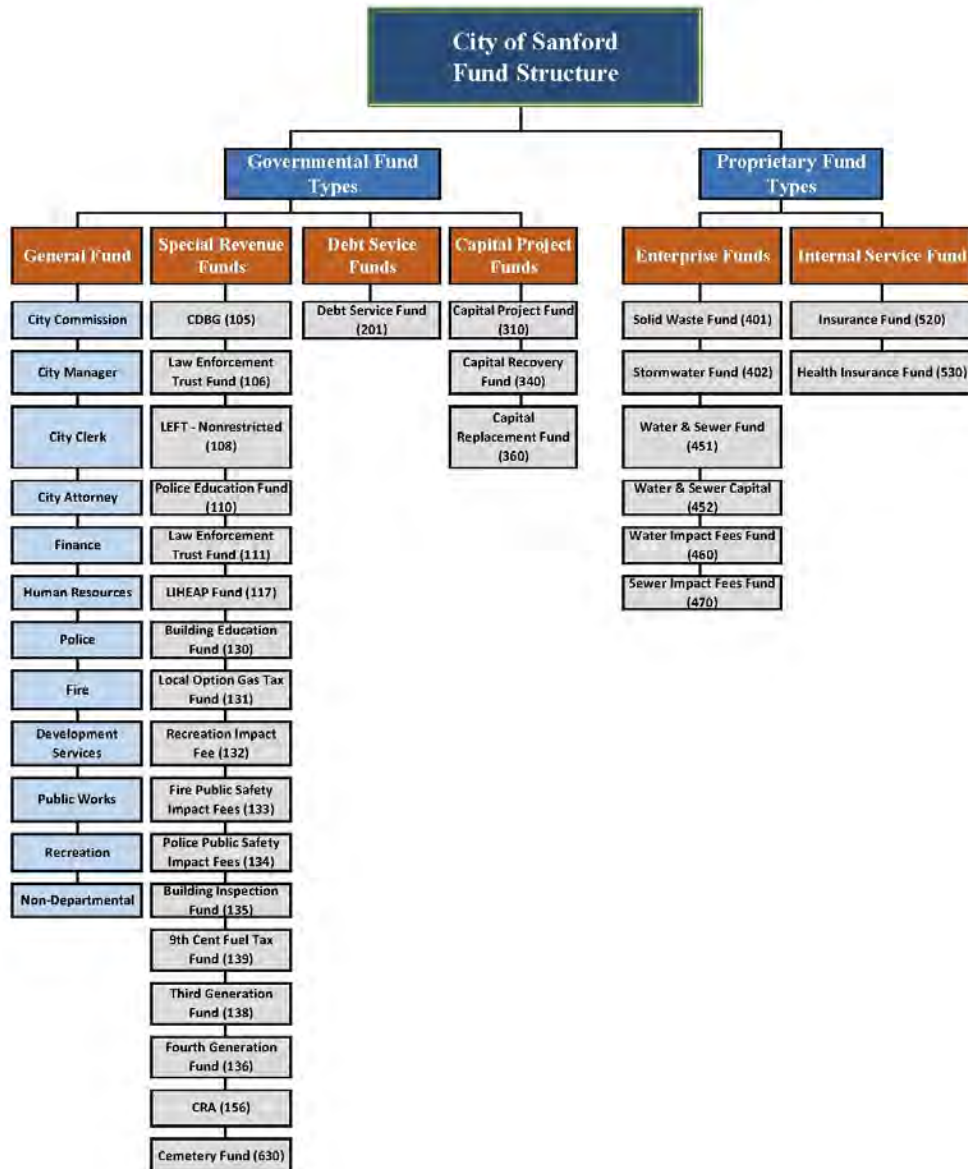 City of Sanford
Fund Structure
Governmental Fund
Types
Proprietary Fund
Types
General Fund
Special Revenue
Funds
Debt Sevice
Funds
Capital Project
Funds
Enterprise Funds
Internal Service Fund
City Commission
City Manager
City Clerk
City Attorney
Finance
Human Resources
Police
Fire
Development
Services
Public Works
Recreation
Non-Departmental
CDBG (105)
Law Enforcement
Trust Fund (106)
LEFT - Nonrestricted
(108)
Police Education Fund
(110)
Law Enforcement
Trust Fund (111)
LIHEAP Fund (117)
Building Education
Fund (130)
Local Option Gas Tax
Fund (131)
Recreation Impact
Fee (132)
Fire Public Safety
Impact Fees (133)
Police Public Safety
Impact Fees (134)
Building Inspection
Fund (135)
9th Cent Fuel Tax
Fund (139)
Third Generation
Fund (138)
Fourth Generation
Fund (136)
CRA (156)
Cemetery Fund (630)
Debt Service Fund
(201)
Capital Project Fund
(310)
Capital Recovery
Fund (340)
Capital
Replacement Fund
(360)
Solid Waste Fund (401)
Stormwater Fund (402)
Water & Sewer Fund
(451)
Water & Sewer Capital
(452)
Water Impact Fees Fund
(460)
Sewer Impact Fees Fund
(470)
Insurance Fund (520)
Health Insurance Fund (530)